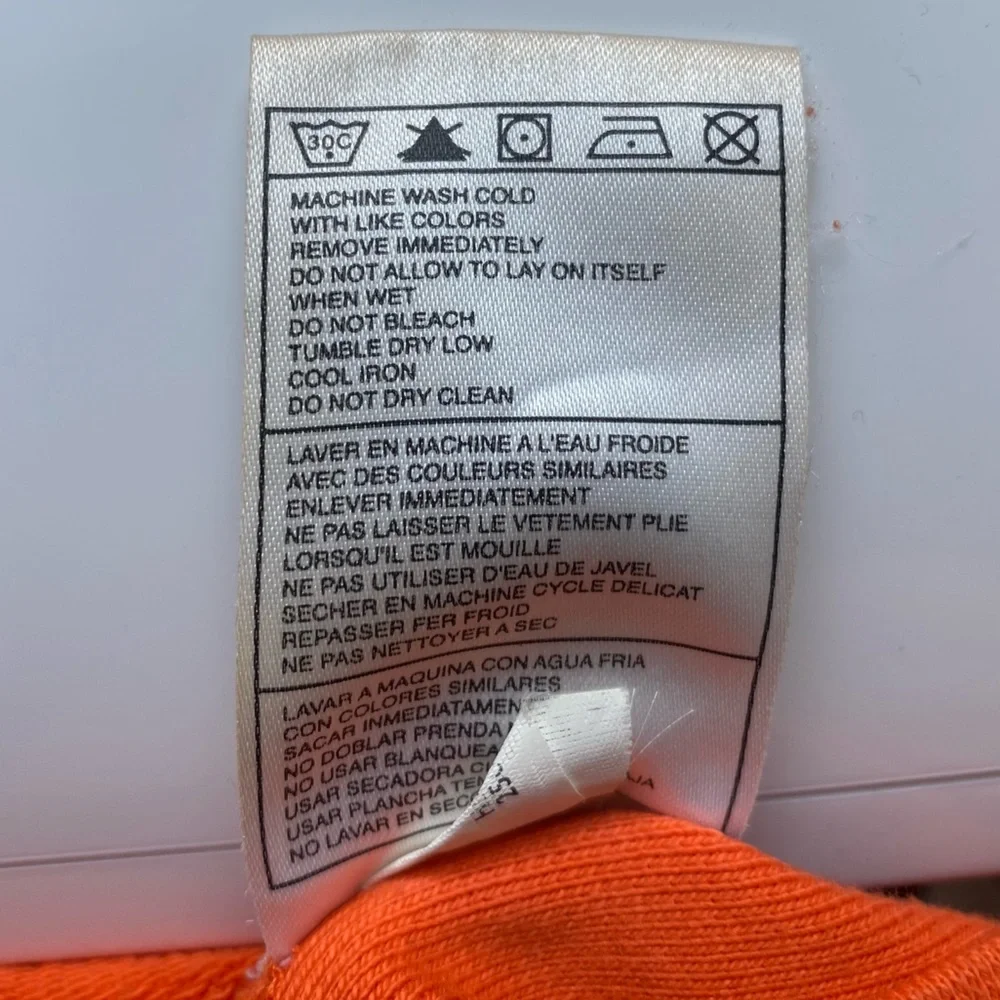 30C
MACHINE WASH COLD
WITH LIKE COLORS
REMOVE IMMEDIATELY
DO NOT ALLOW TO LAY ON ITSELF
WHEN WET
DO NOT BLEACH
TUMBLE DRY LOW
COOL IRON
DO NOT DRY CLEAN
LAVER EN MACHINE A L'EAU FROIDE
AVEC DES COULEURS SIMILAIRES
ENLEVER IMMEDIATEMENT
NE PAS LAISSER LE VETEMENT PLIE
LORSQU'IL EST MOUILLE
NE PAS UTILISER D'EAU DE JAVEL
SECHER EN MACHINE CYCLE DELICAT
REPASSER FER FROID
NE PAS NETTOYER A SEC
LAVAR A MAQUINA CON AGUA FRIA
CON COLORES SIMILARES
SACAR INMEDIATAMEN
NO DOBLAR PRENDA
NO USAR BLANQUEA
USAR SECADORA
USAR PLANCHA
NO LAVAR EN